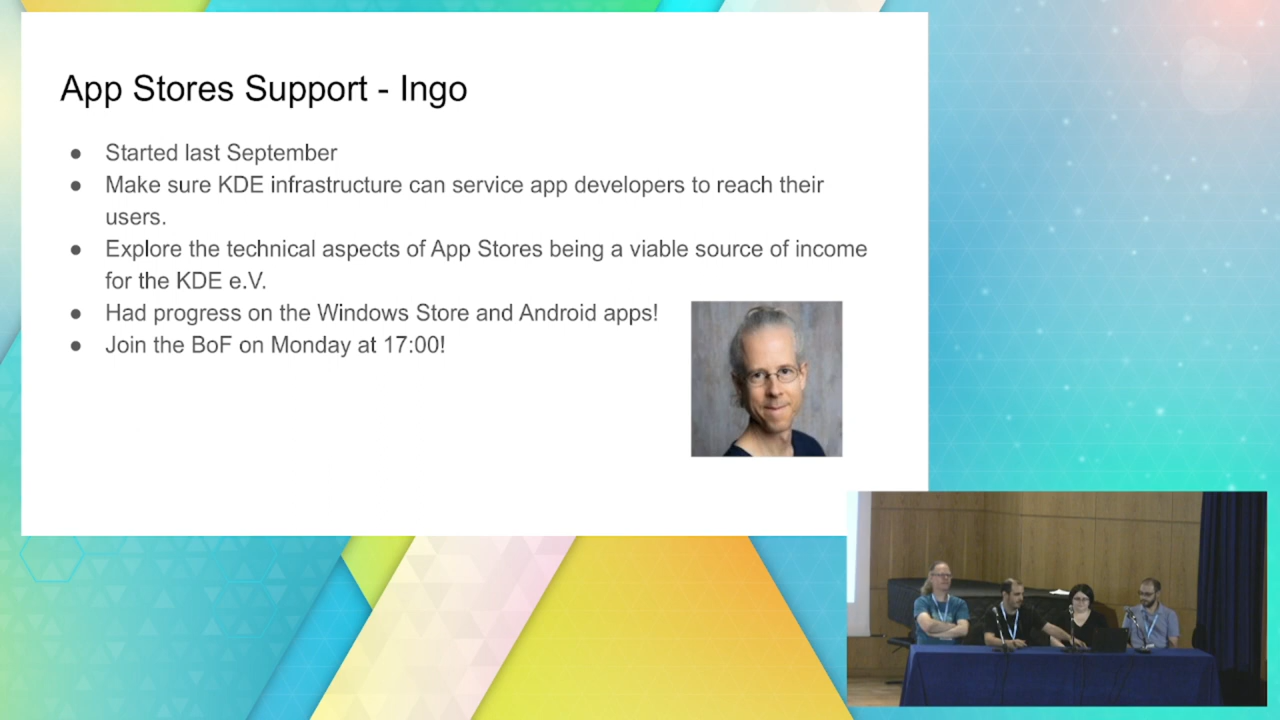 App Stores Support - Ingo
● Started last September
● Make sure KDE infrastructure can service app developers to reach their
users.
● Explore the technical aspects of App Stores being a viable source of income
for the KDE e.V.
● Had progress on the Windows Store and Android apps!
● Join the BoF on Monday at 17:00!